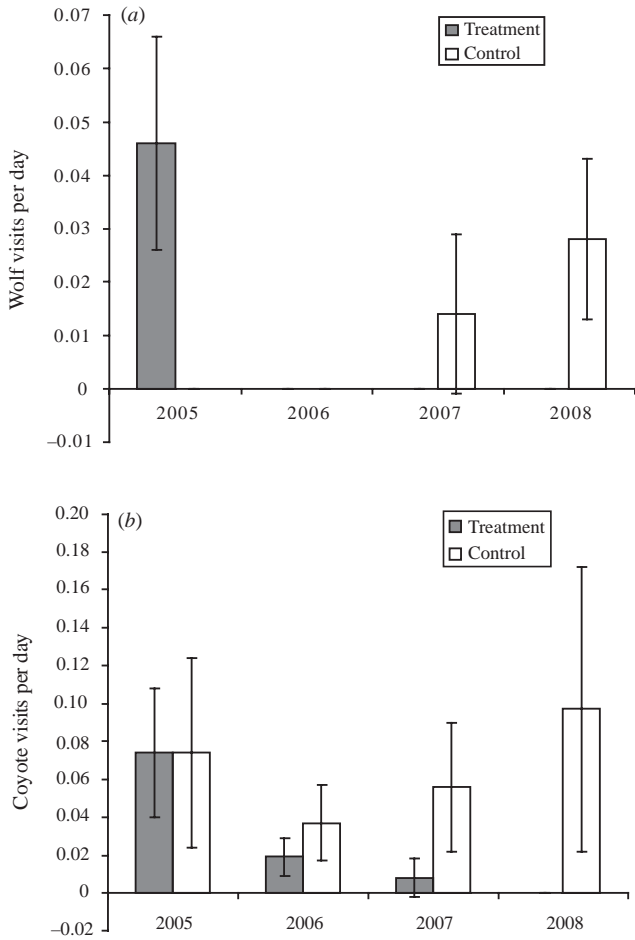 0.07
(a)
Treatment
Control
0.06
0.05
0.04
0.03
0.02
0.01
0
–0.01
Wolf visits per day
2005 2006 2007 2008
0.20
(b)
Treatment
Control
0.18
0.16
0.14
0.12
0.10
0.08
0.06
0.04
0.02
0
–0.02
Coyote visits per day
2005 2006 2007 2008